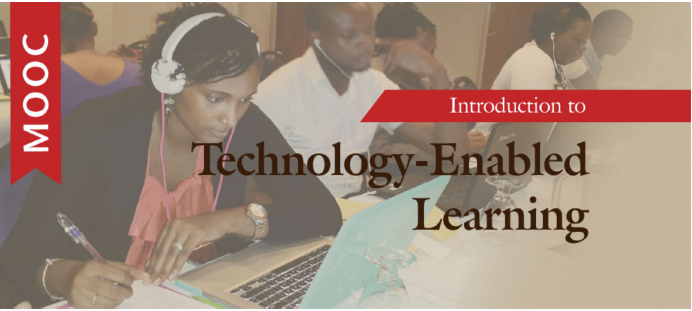 MOOC
Introduction to
Technology-Enabled
Learning